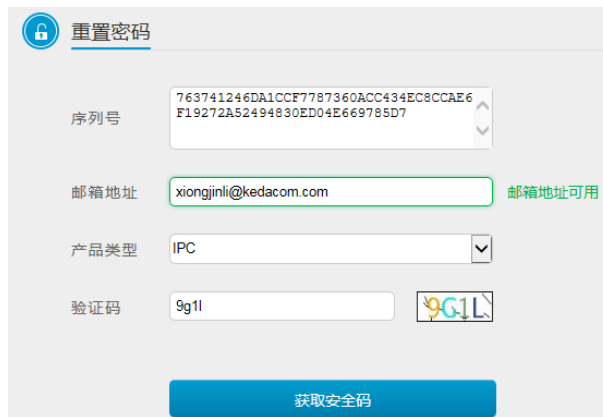 重置密码
序列号
763741246DA1CCF7787360ACC434EC8CCAE6
F19272A52494830ED04E669785D7
邮箱地址 xiongjinli@kedacom.com 邮箱地址可用
产品类型 IPC
验证码 9g1l 9G1L
获取安全码